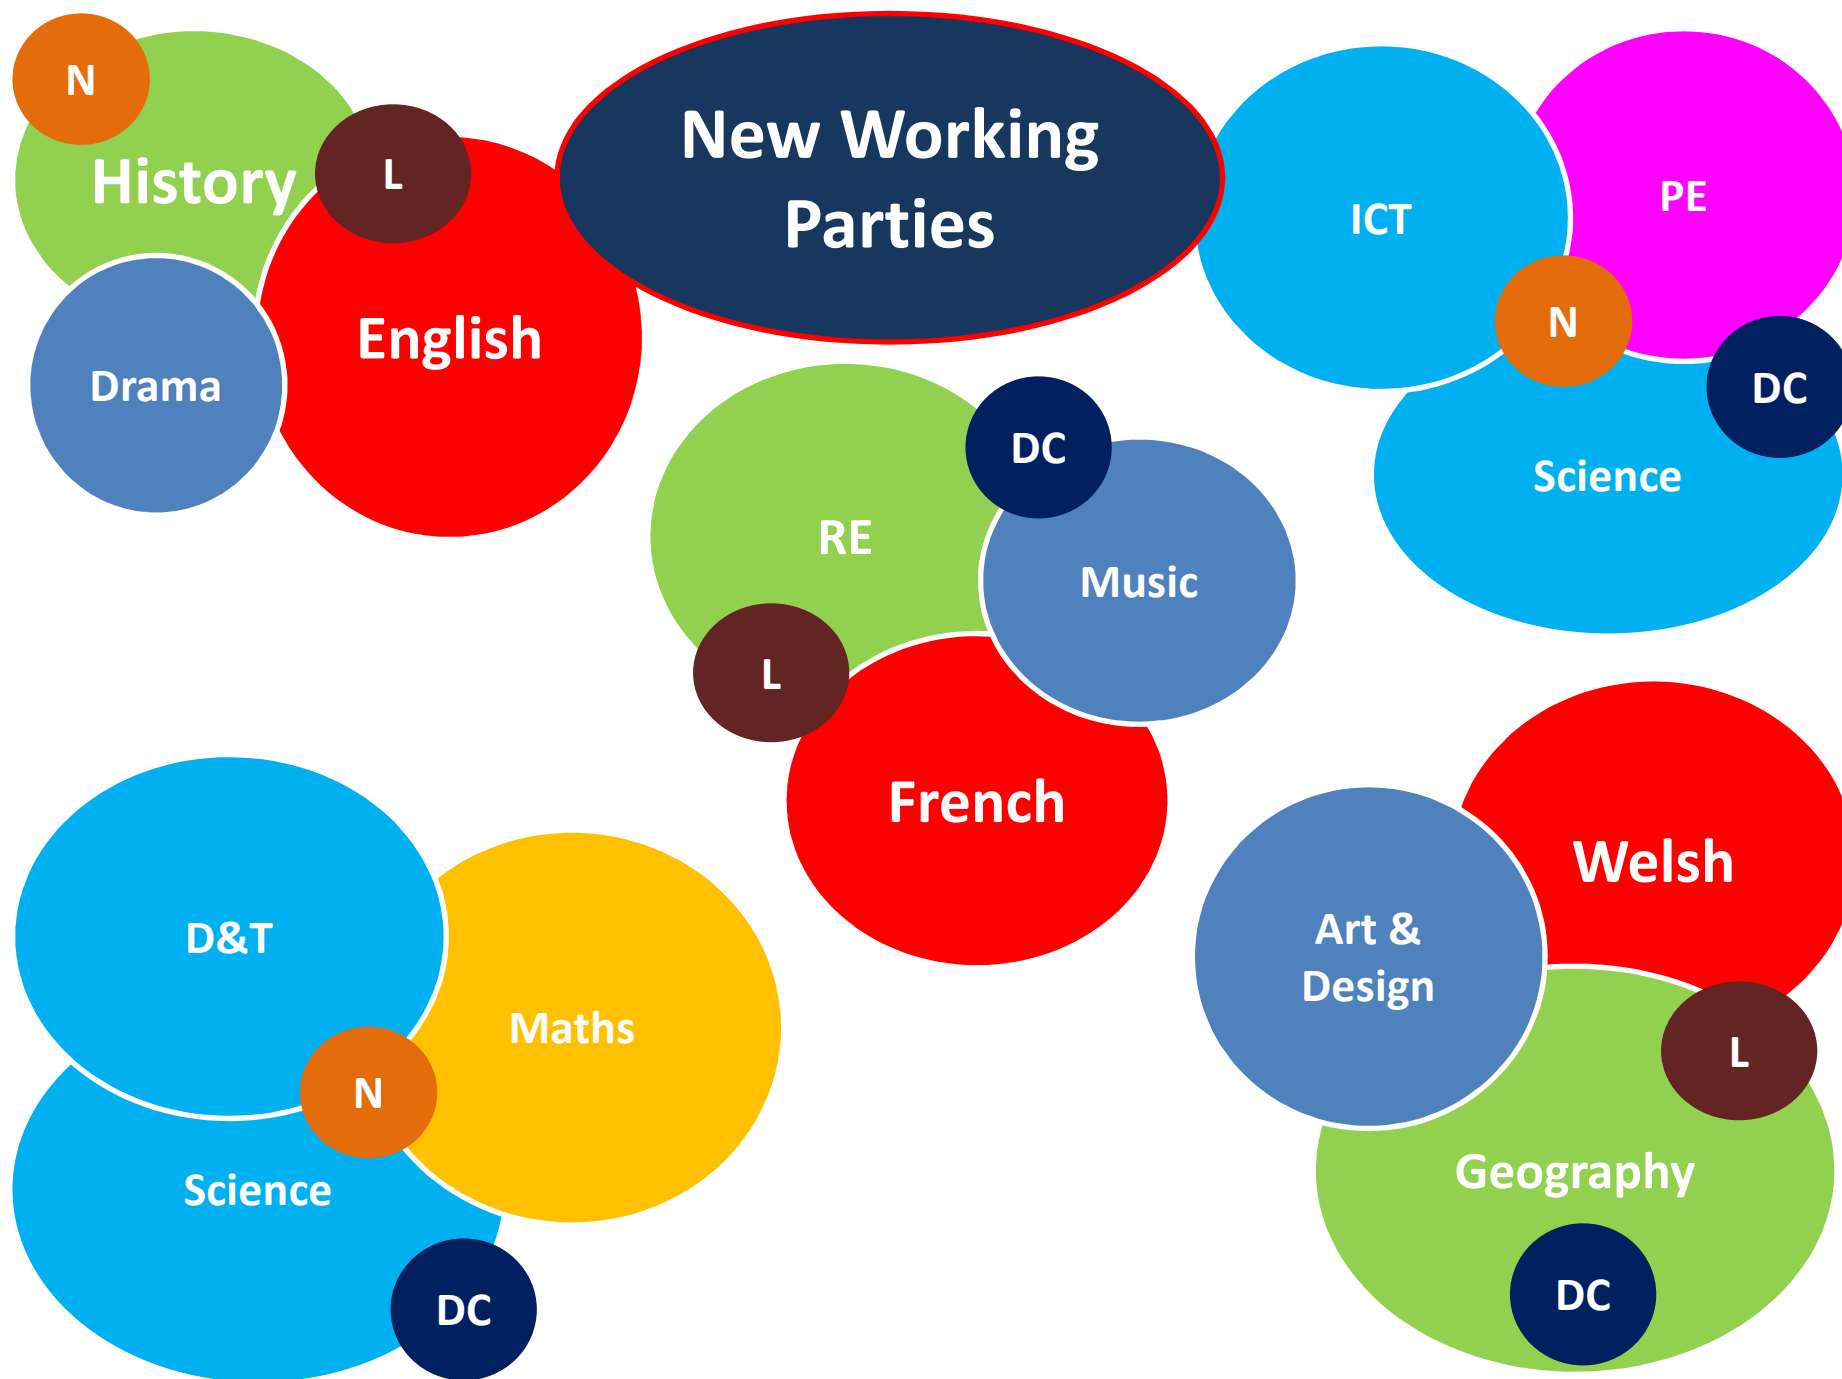 New Working
Parties
N
History
L
English
Drama
ICT
PE
N
DC
Science
DC
RE
Music
L
French
D&T
Maths
N
Science
DC
Welsh
Art &
Design
L
Geography
DC